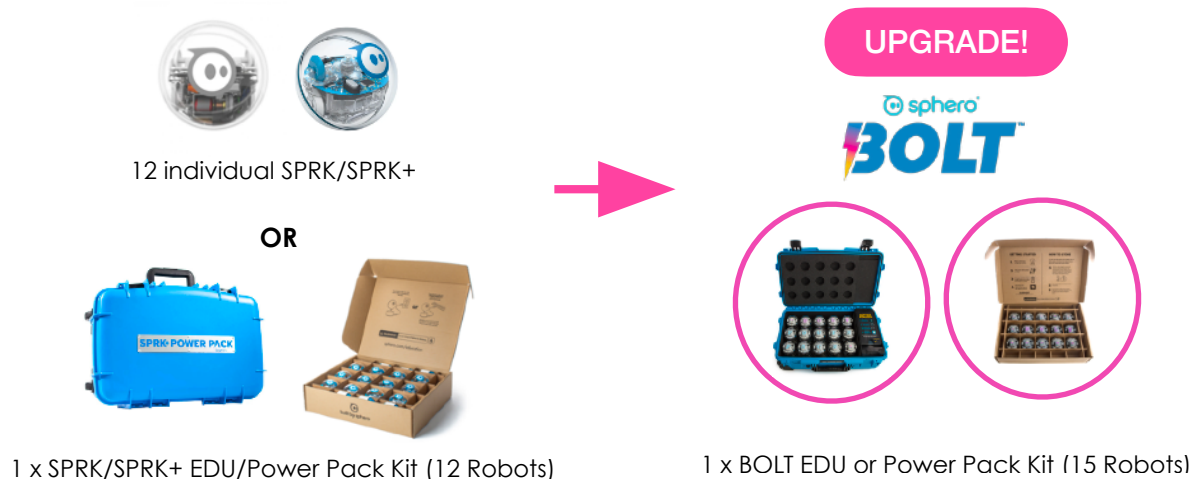 UPGRADE!
sphero
BOLT™
12 individual SPRK/SPRK+
OR
SPRK+ POWER PACK
1 x SPRK/SPRK+ EDU/Power Pack Kit (12 Robots)
1 x BOLT EDU or Power Pack Kit (15 Robots)